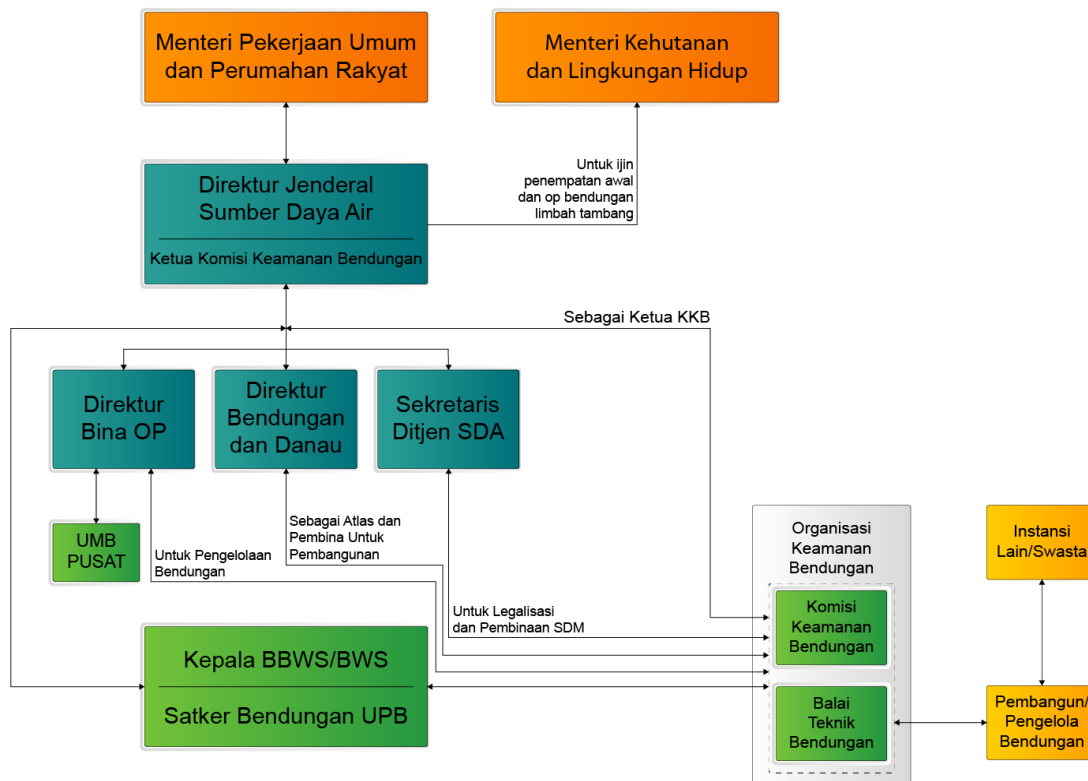 Menteri Pekerjaan Umum
dan Perumahan Rakyat
Menteri Kehutanan
dan Lingkungan Hidup
Untuk ijin
penempatan awal
dan op bendungan
limbah tambang
Direktur Jenderal
Sumber Daya Air
Ketua Komisi Keamanan Bendungan
Sebagai Ketua KKB
Direktur
Bina OP
Direktur
Bendungan
dan Danau
Sekretaris
Ditjen SDA
UMB
PUSAT
Untuk Pengelolaan
Bendungan
Sebagai Atlas dan
Pembina Untuk
Pembangunan
Untuk Legalisasi
dan Pembinaan SDM
Organisasi
Keamanan
Bendungan
Komisi
Keamanan
Bendungan
Balai
Teknik
Bendungan
Instansi
Lain/Swasta
Pembangun/
Pengelola
Bendungan
Kepala BBWS/BWS
Satker Bendungan UPB